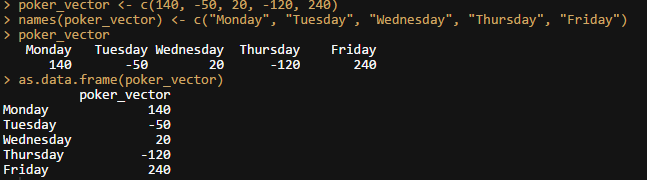 > poker_vector <- c(140, -50, 20, -120, 240)
> names(poker_vector) <- c("Monday", "Tuesday", "Wednesday", "Thursday", "Friday")
> poker_vector
   Monday   Tuesday Wednesday  Thursday    Friday
      140       -50        20      -120       240
> as.data.frame(poker_vector)
          poker_vector
Monday             140
Tuesday            -50
Wednesday           20
Thursday          -120
Friday             240